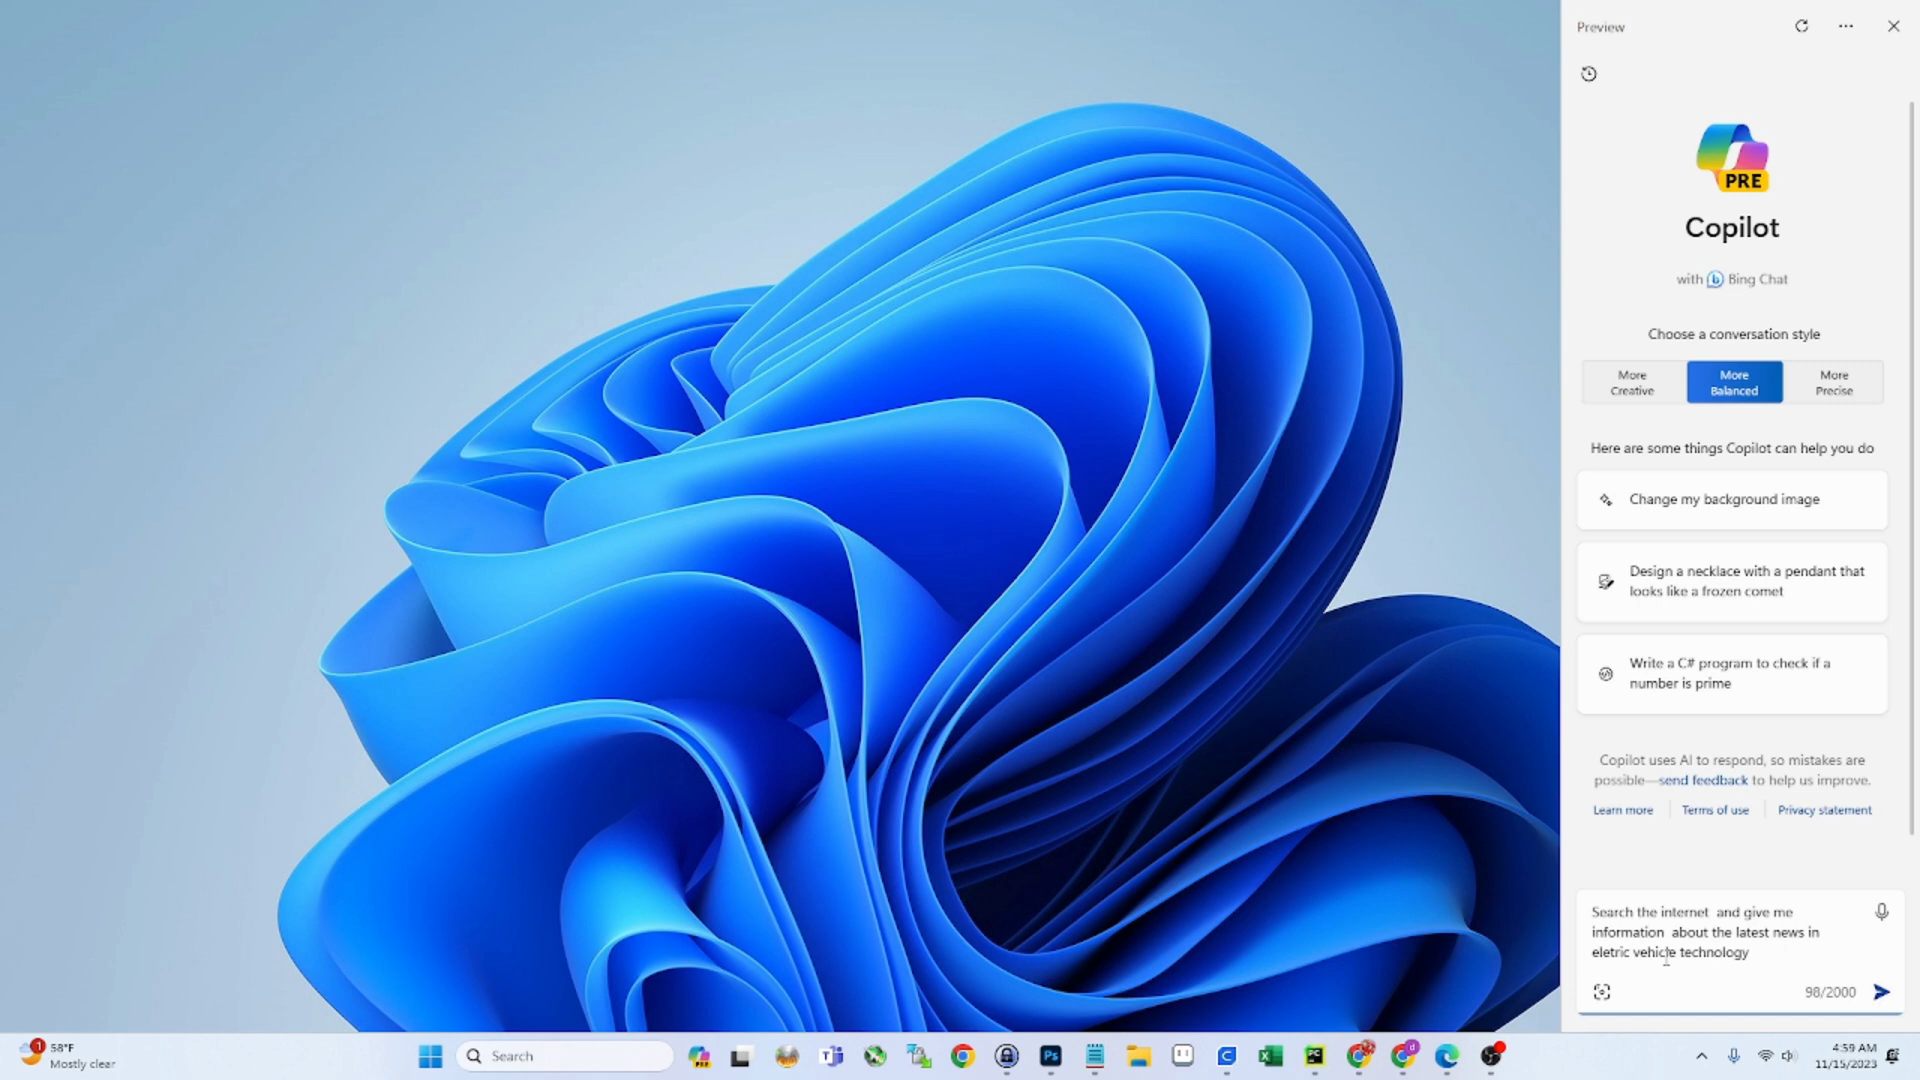 Preview
PRE
Copilot
with b Bing Chat
Choose a conversation style
More
Creative
More
Balanced
More
Precise
Here are some things Copilot can help you do
Change my background image
Design a necklace with a pendant that
looks like a frozen comet
Write a C# program to check if a
number is prime
Copilot uses AI to respond, so mistakes are
possible—send feedback to help us improve.
Learn more
Terms of use
Privacy statement
Search the internet  and give me
information  about the latest news in
eletric vehicle technology
98/2000
1
58°F
Mostly clear
Search
PRE
Ps
PC
d
4:59 AM
11/15/2023